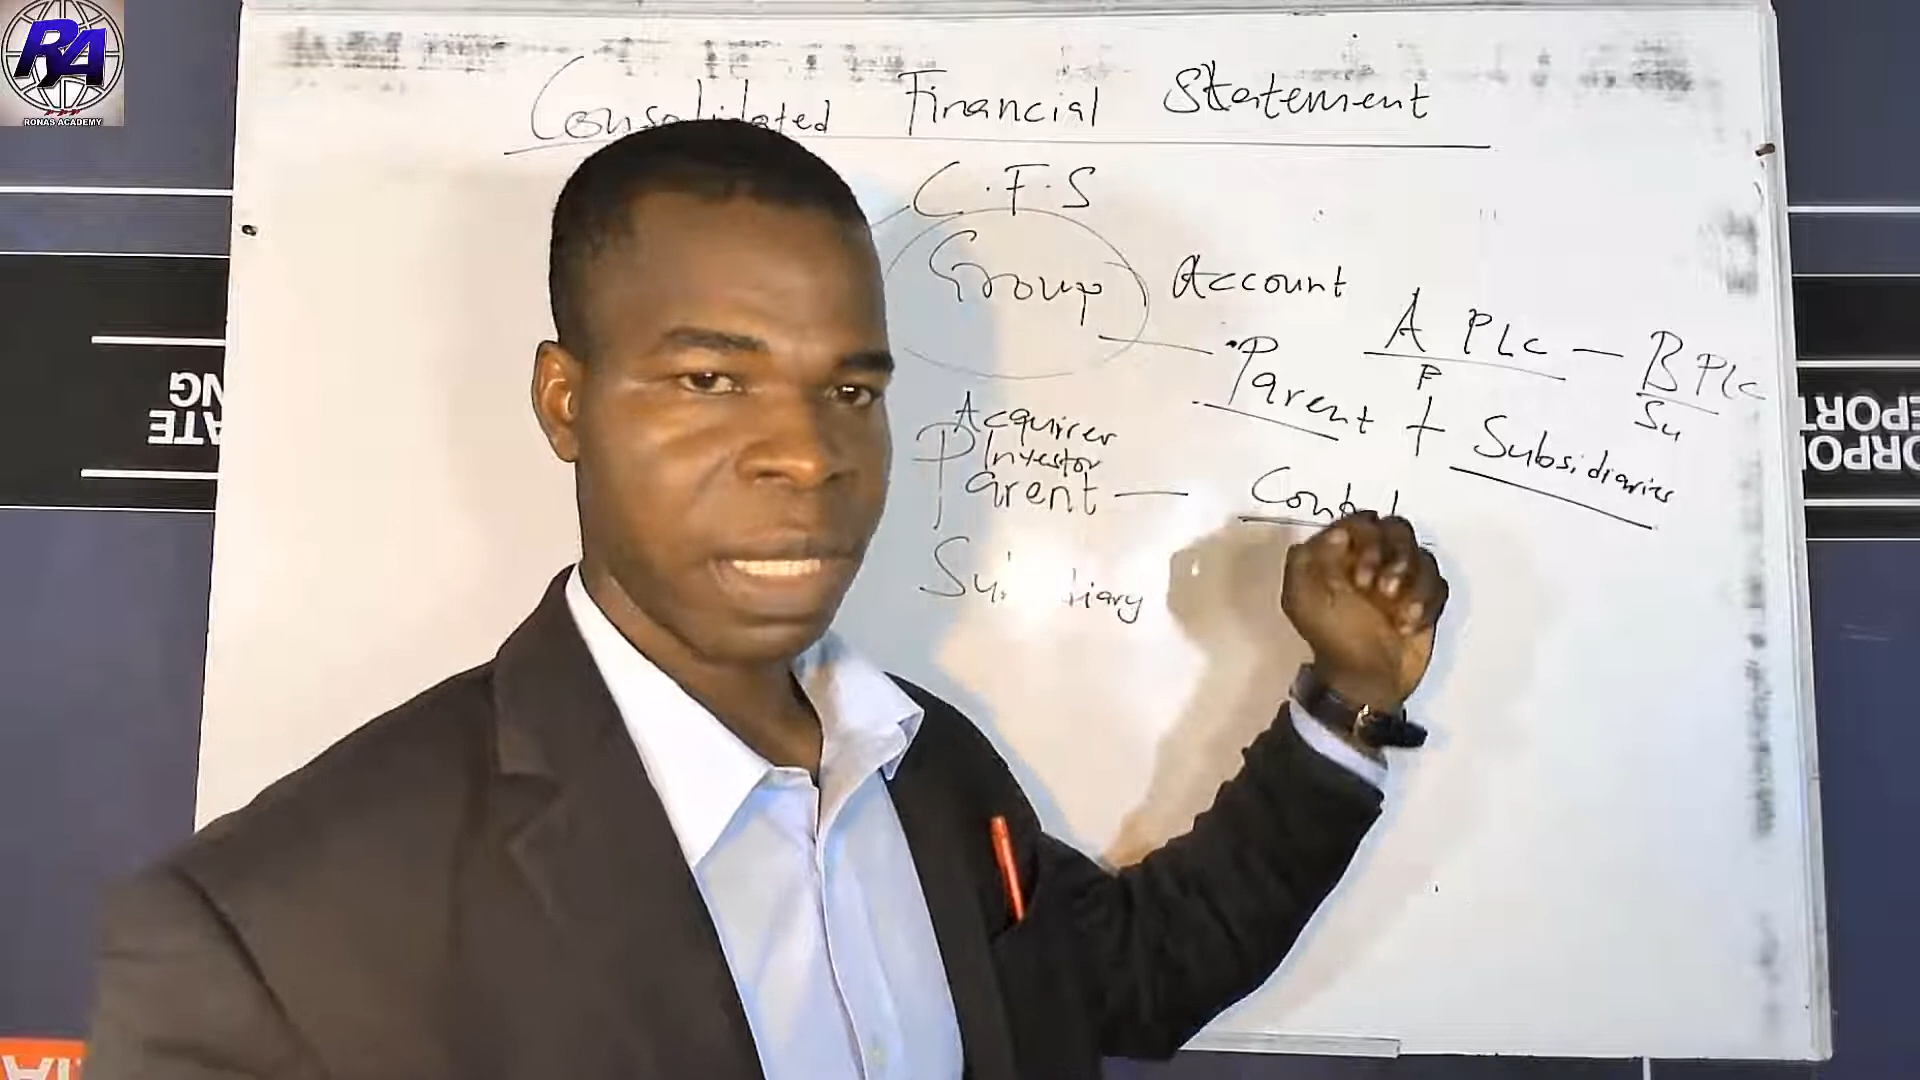 RA
RONAS ACADEMY
Consolidated Financial Statement
C.F.S
Group Account
A PLc — B PLc
P Su
Parent + Subsidiaries
Acquirer
Investor
Parent — Control
Subsidiary